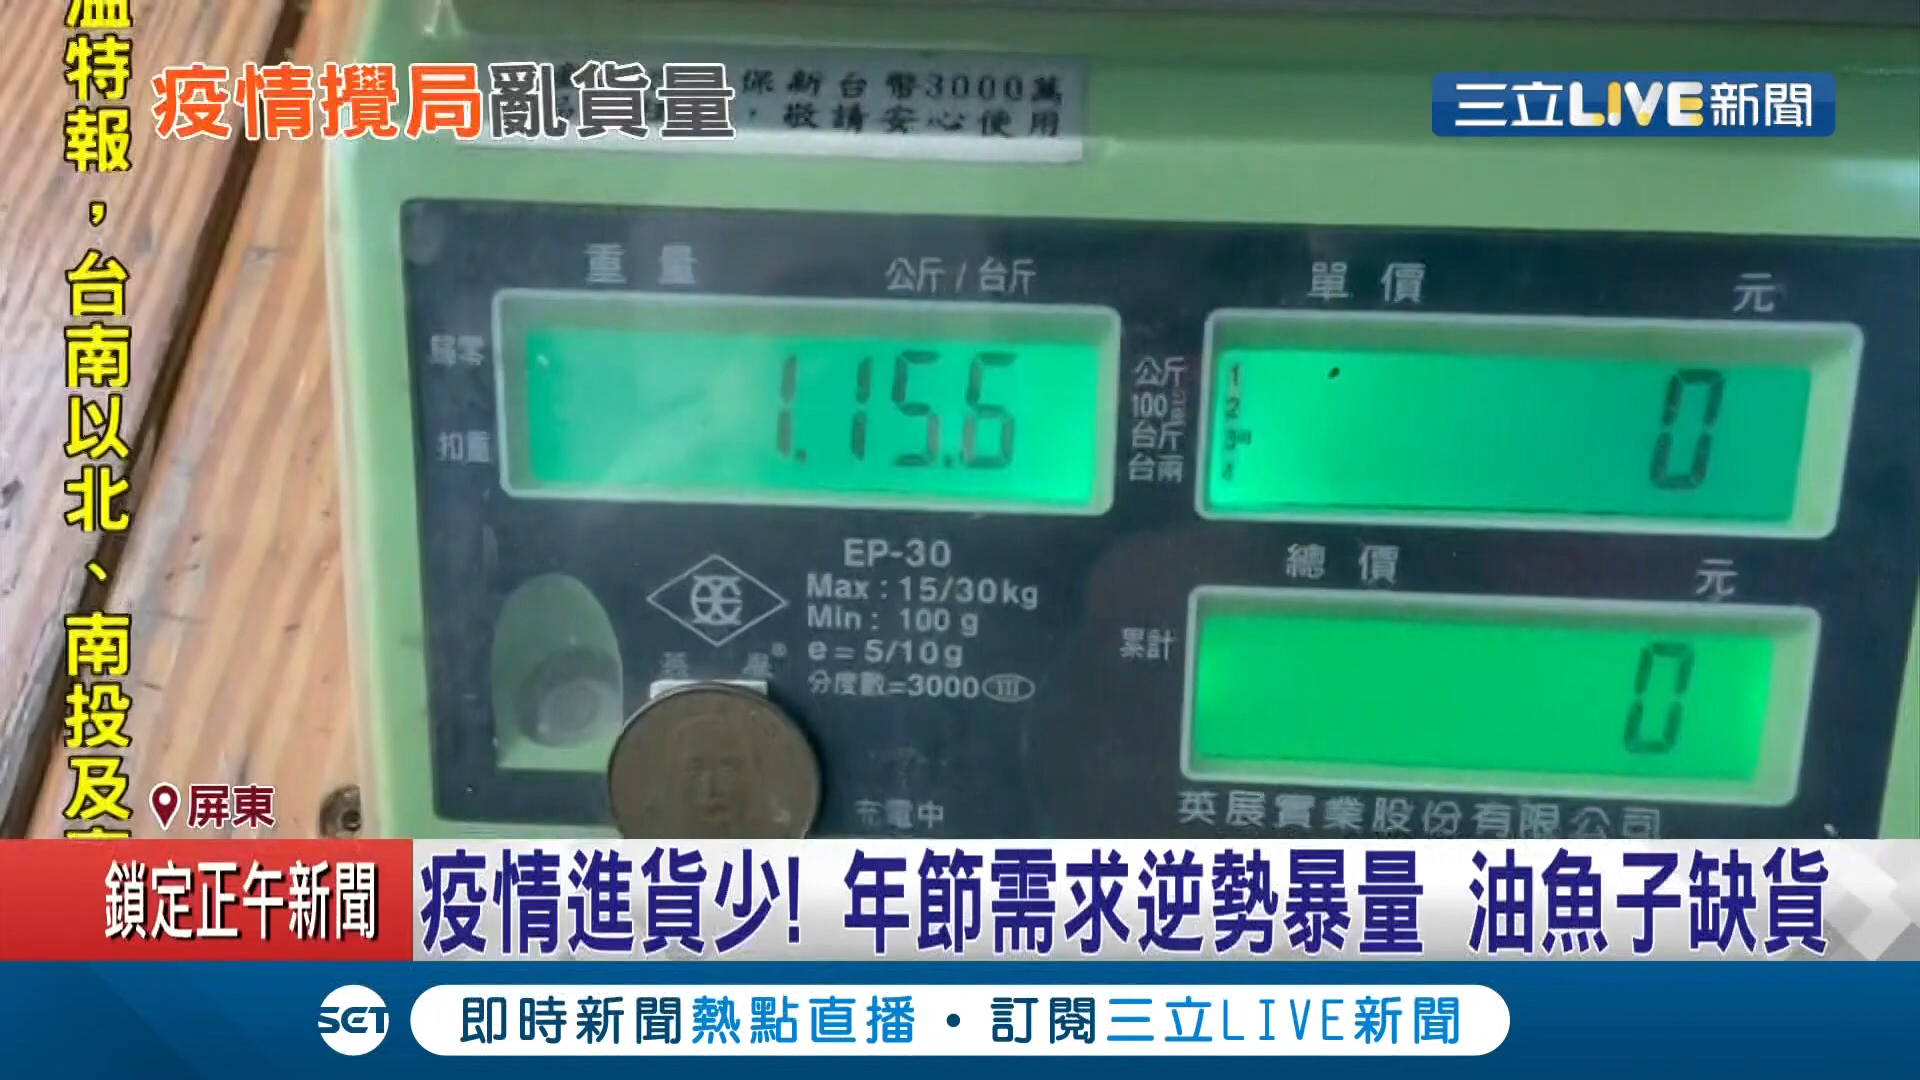 溫特報，台南以北、南投及
疫情攪局亂貨量
保新台幣3000萬
，敬請安心使用
三立LIVE新聞
重量 公斤/台斤
單價 元
歸零
扣重
1.15.6
公斤
100
台斤
台兩
1
2
3
4
0
EP-30
Max : 15/30kg
Min : 100 g
e = 5/10g
分度數=3000 III
英展®
充電中
總價 元
累計
0
英展實業股份有限公司
屏東
鎖定正午新聞
疫情進貨少! 年節需求逆勢暴量 油魚子缺貨
SET
即時新聞熱點直播・訂閱三立LIVE新聞